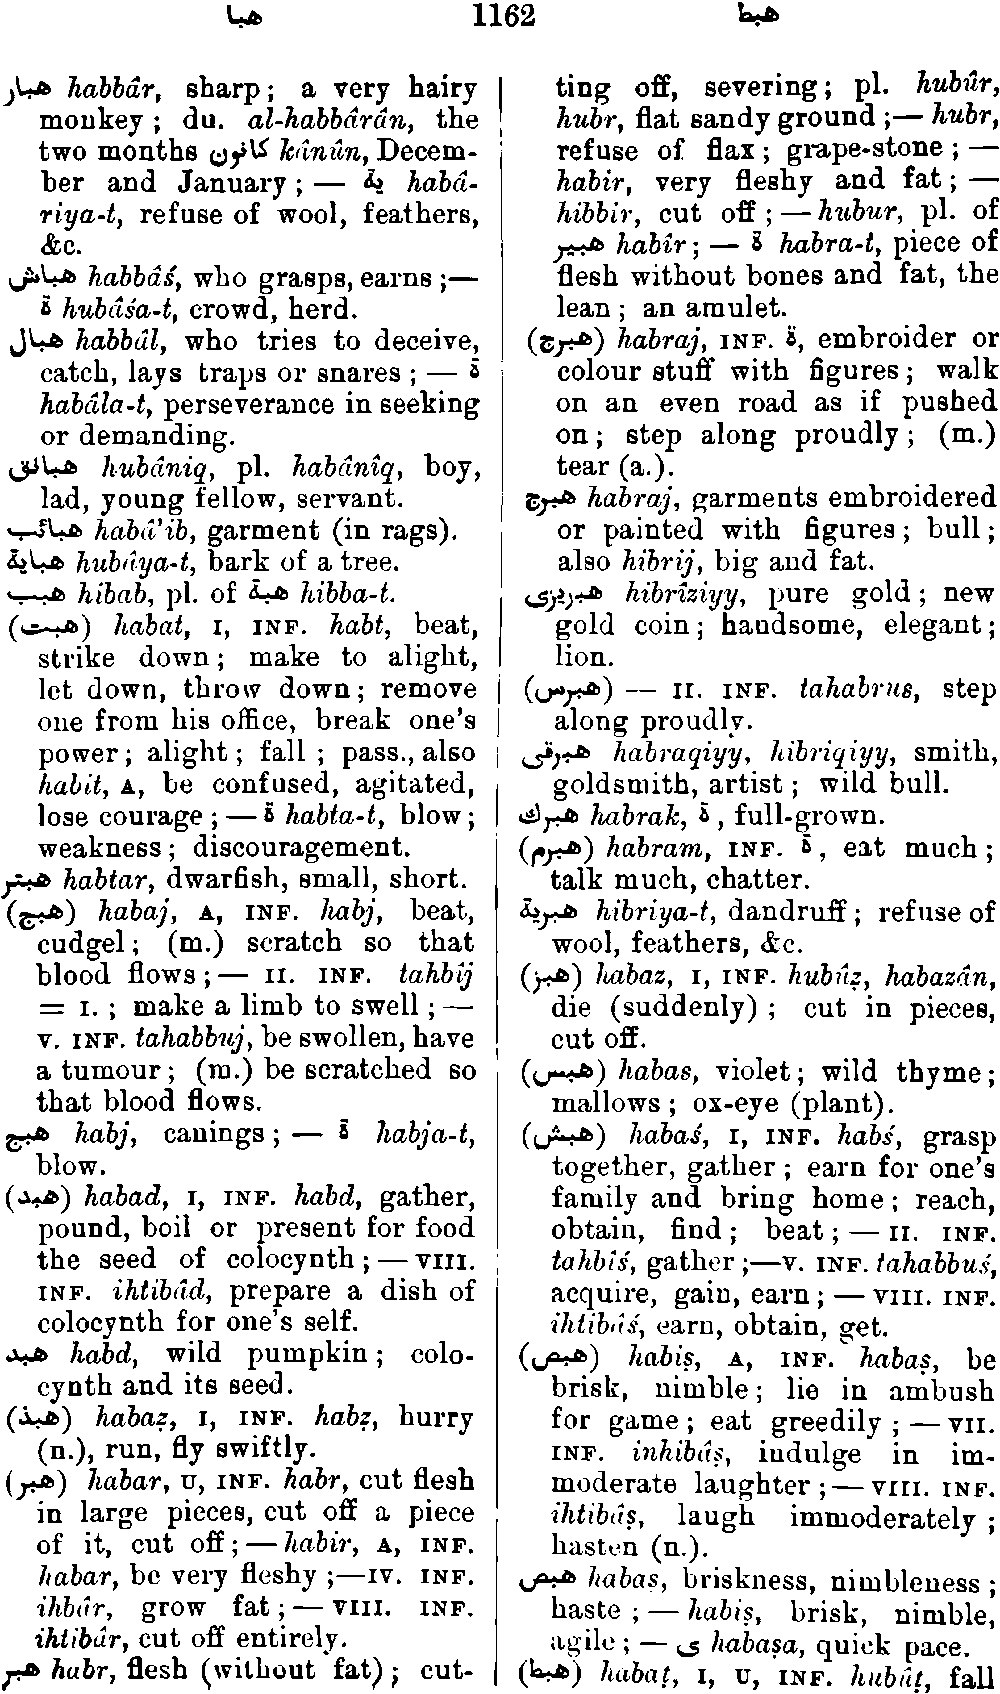 هبا 1162 هبط
هبار habbâr, sharp; a very hairy
monkey; du. al-habbârân, the
two months كانون kânûn, Decem-
ber and January; — ية habâ-
riya-t, refuse of wool, feathers,
&c.
هباش habbâś, who grasps, earns;—
ة hubâśa-t, crowd, herd.
هبال habbâl, who tries to deceive,
catch, lays traps or snares; — ة
habâla-t, perseverance in seeking
or demanding.
هبانق hubâniq, pl. habânîq, boy,
lad, young fellow, servant.
هبائب habâ'ib, garment (in rags).
هباية hubâya-t, bark of a tree.
هبب hibab, pl. of هبة hibba-t.
(هبت) habat, I, INF. habt, beat,
strike down; make to alight,
let down, throw down; remove
one from his office, break one's
power; alight; fall; pass., also
habit, A, be confused, agitated,
lose courage; — ة habta-t, blow;
weakness; discouragement.
هبتر habtar, dwarfish, small, short.
(هبج) habaj, A, INF. habj, beat,
cudgel; (m.) scratch so that
blood flows; — II. INF. tahbîj
= I.; make a limb to swell; —
V. INF. tahabbuj, be swollen, have
a tumour; (m.) be scratched so
that blood flows.
هبج habj, canings; — ة habja-t,
blow.
(هبد) habad, I, INF. habd, gather,
pound, boil or present for food
the seed of colocynth; — VIII.
INF. ihtibâd, prepare a dish of
colocynth for one's self.
هبد habd, wild pumpkin; colo-
cynth and its seed.
(هبذ) habaẓ, I, INF. habẓ, hurry
(n.), run, fly swiftly.
(هبر) habar, U, INF. habr, cut flesh
in large pieces, cut off a piece
of it, cut off; — habir, A, INF.
habar, be very fleshy;—IV. INF.
ihbâr, grow fat; — VIII. INF.
ihtibâr, cut off entirely.
هبر habr, flesh (without fat); cut-
ting off, severing; pl. hubûr,
hubr, flat sandy ground;— hubr,
refuse of flax; grape-stone; —
habir, very fleshy and fat; —
hibbir, cut off; — hubur, pl. of
هبير habîr; — ة habra-t, piece of
flesh without bones and fat, the
lean; an amulet.
(هبرج) habraj, INF. ة, embroider or
colour stuff with figures; walk
on an even road as if pushed
on; step along proudly; (m.)
tear (a.).
هبرج habraj, garments embroidered
or painted with figures; bull;
also hibrij, big and fat.
هبريزى hibrîziyy, pure gold; new
gold coin; handsome, elegant;
lion.
(هبرس) — II. INF. tahabrus, step
along proudly.
هبرقى habraqiyy, hibriqiyy, smith,
goldsmith, artist; wild bull.
هبرك habrak, ة, full-grown.
(هبرم) habram, INF. ة, eat much;
talk much, chatter.
هبرية hibriya-t, dandruff; refuse of
wool, feathers, &c.
(هبز) habaz, I, INF. hubûẓ, habazân,
die (suddenly); cut in pieces,
cut off.
(هبس) habas, violet; wild thyme;
mallows; ox-eye (plant).
(هبش) habaś, I, INF. habś, grasp
together, gather; earn for one's
family and bring home; reach,
obtain, find; beat; — II. INF.
tahbîś, gather;—V. INF. tahabbuś,
acquire, gain, earn; — VIII. INF.
ihtibâś, earn, obtain, get.
(هبص) habiṣ, A, INF. habaṣ, be
brisk, nimble; lie in ambush
for game; eat greedily; — VII.
INF. inhibâṣ, indulge in im-
moderate laughter; — VIII. INF.
ihtibâṣ, laugh immoderately;
hasten (n.).
هبص habaṣ, briskness, nimbleness;
haste; — habiṣ, brisk, nimble,
agile; — ى habaṣa, quick pace.
(هبط) habaṭ, I, U, INF. hubûṭ, fall